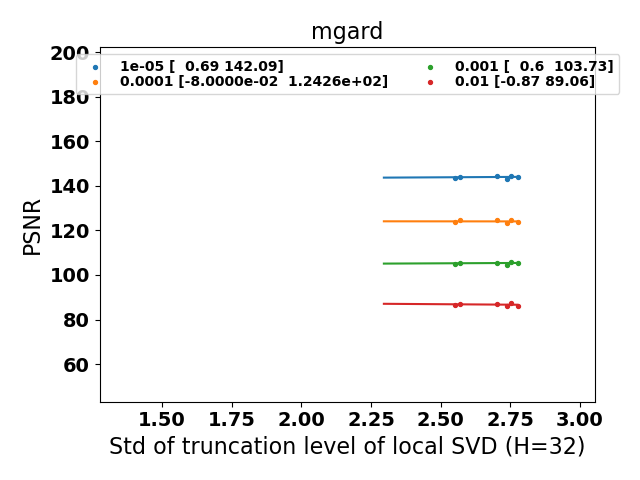 mgard
1e-05 [  0.69 142.09]
0.0001 [-8.0000e-02  1.2426e+02]
0.001 [  0.6  103.73]
0.01 [-0.87 89.06]
200
180
160
140
120
100
80
60
PSNR
1.50 1.75 2.00 2.25 2.50 2.75 3.00
Std of truncation level of local SVD (H=32)